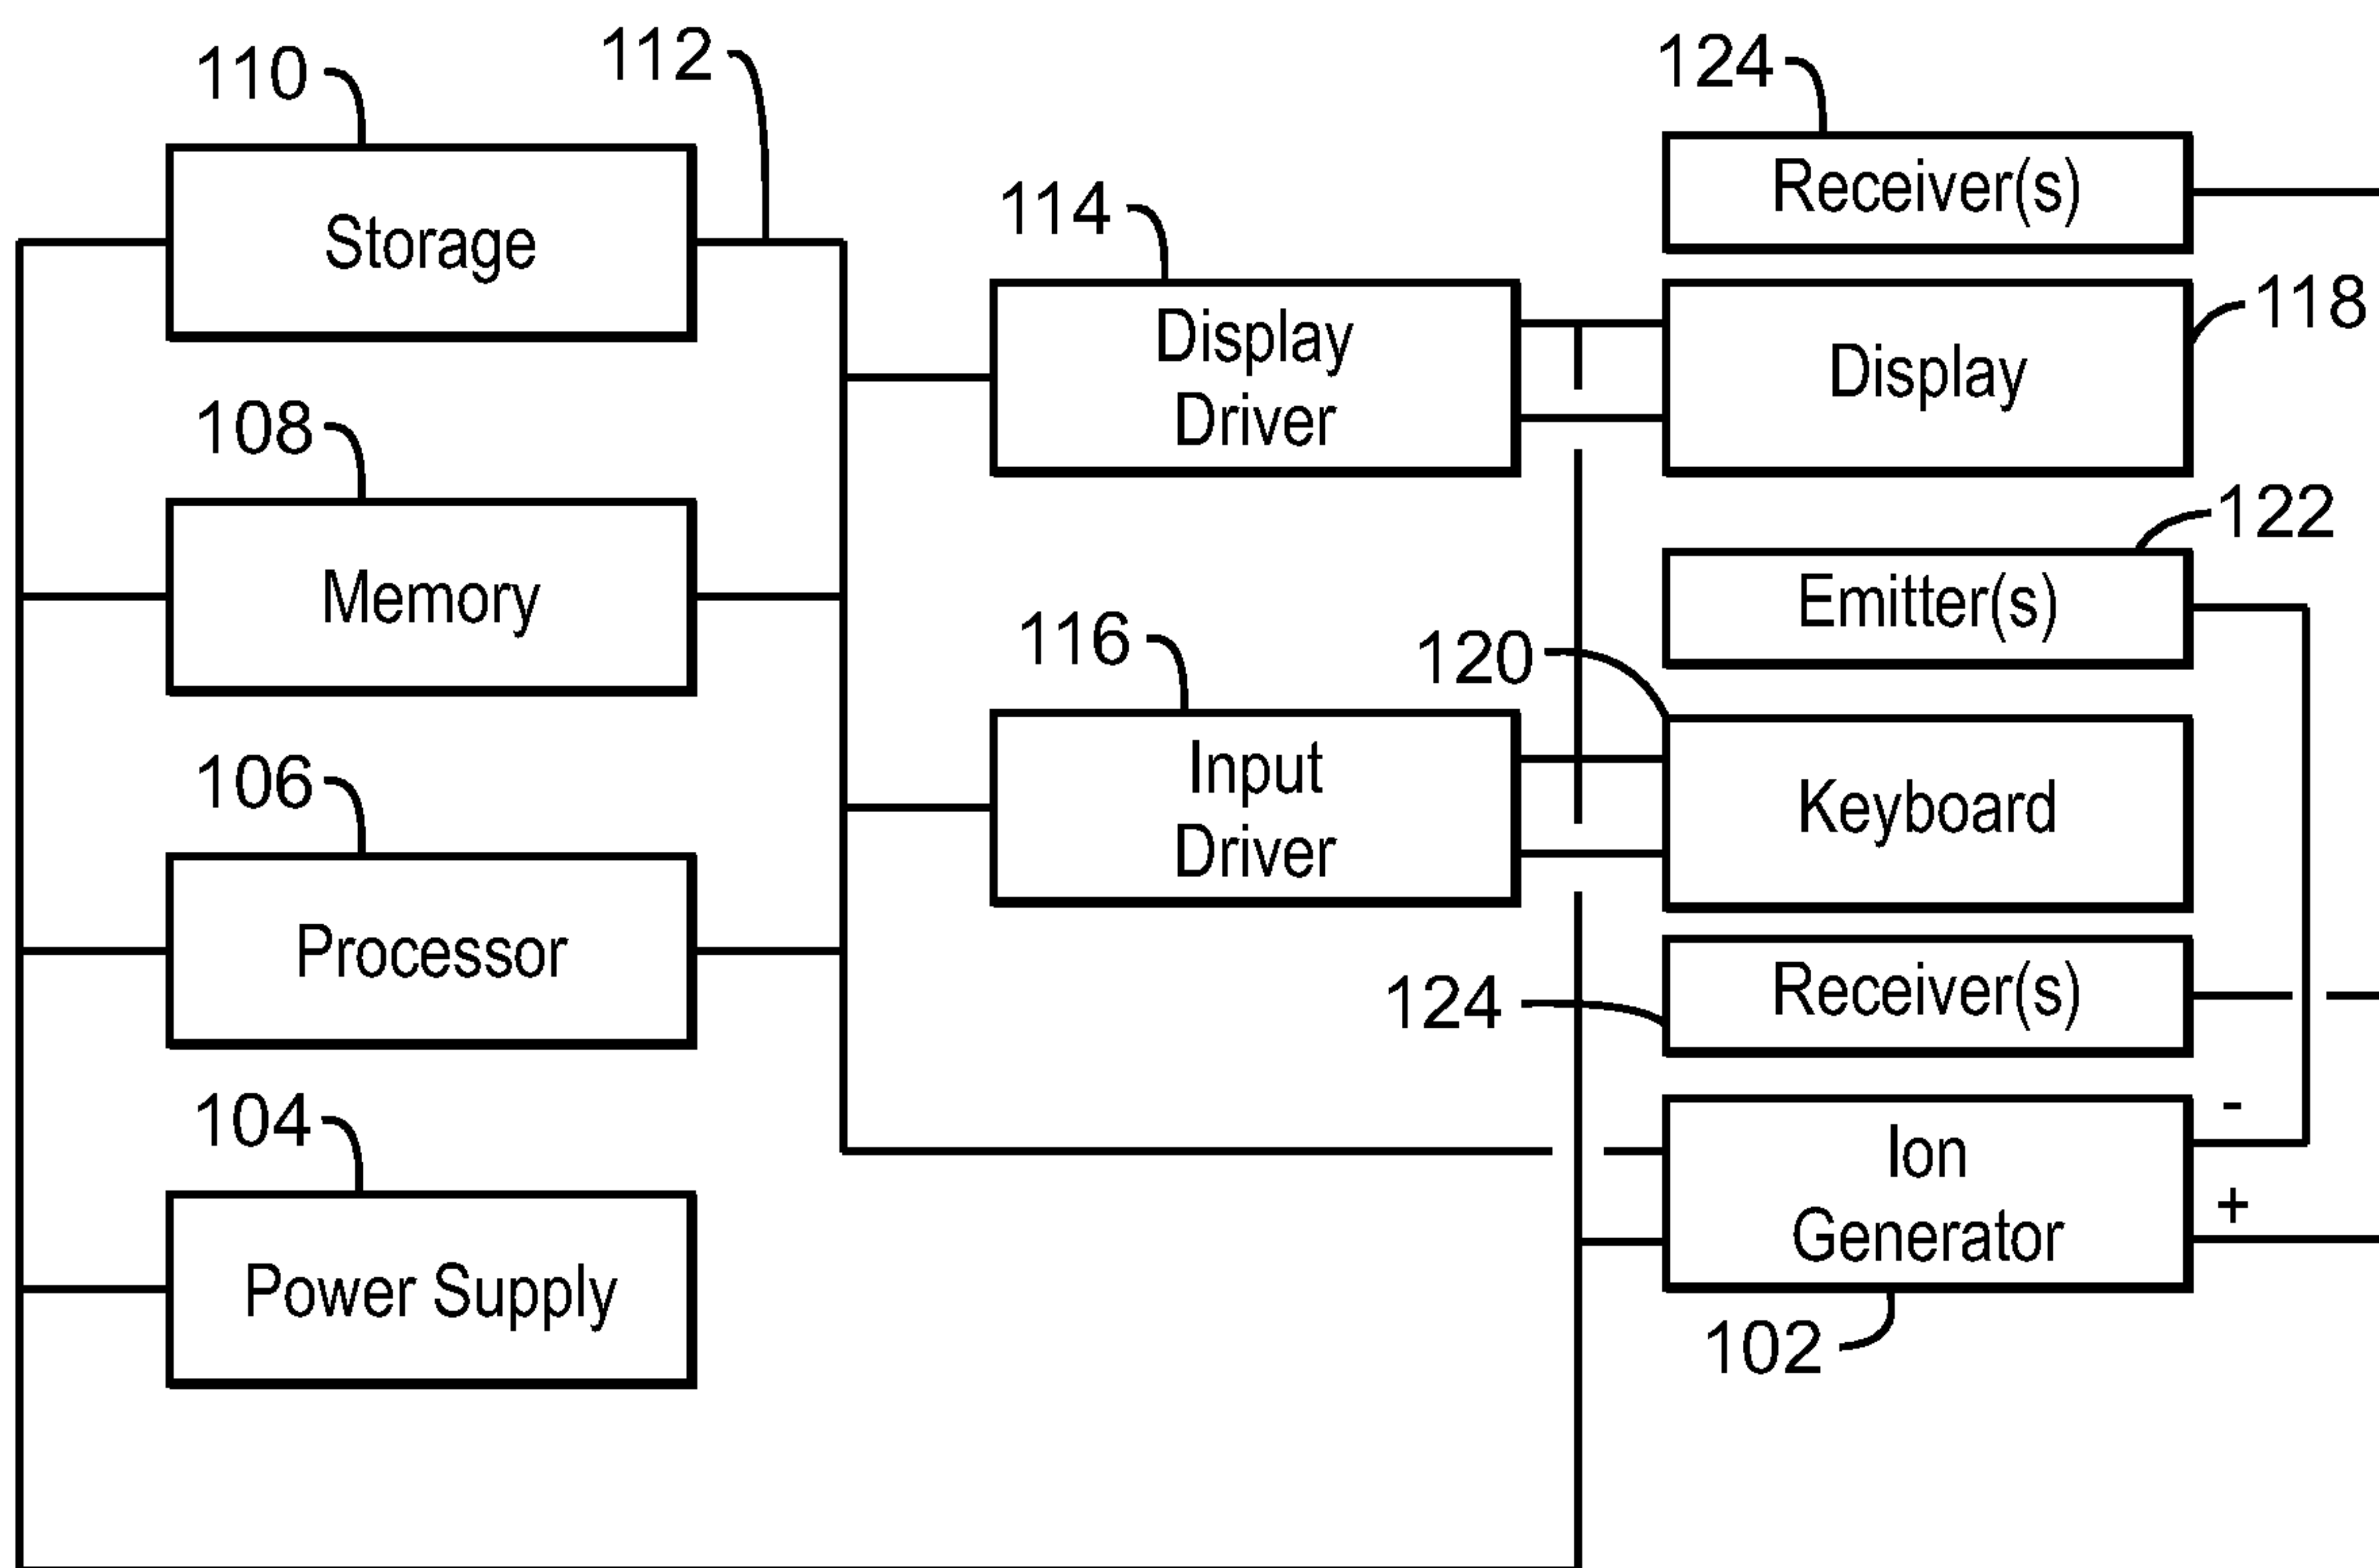 110
112
124
Receiver(s)
Storage
114
Display
Driver
Display
118
108
Memory
122
Emitter(s)
116
120
Input
Driver
Keyboard
106
Processor
124
Receiver(s)
104
Power Supply
-
Ion
Generator
+
102